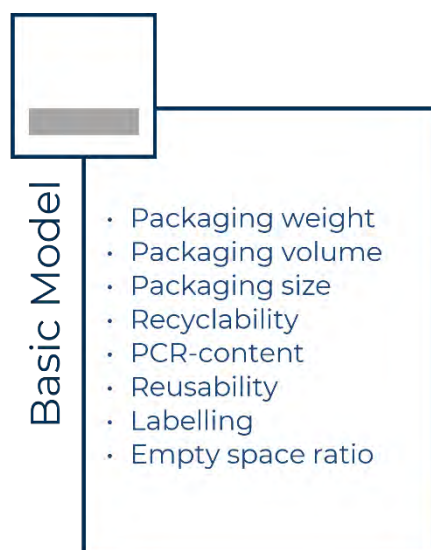 Basic Model
· Packaging weight
· Packaging volume
· Packaging size
· Recyclability
· PCR-content
· Reusability
· Labelling
· Empty space ratio